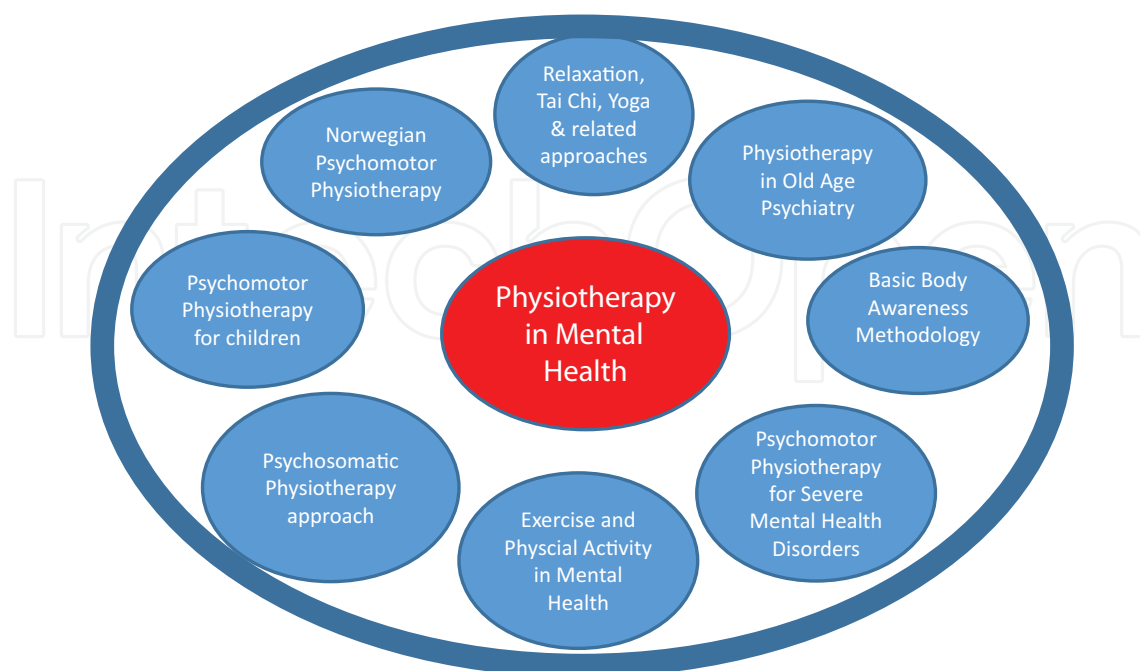 Relaxation,
Tai Chi, Yoga
& related
approaches
Norwegian
Psychomotor
Physiotherapy
Physiotherapy
in Old Age
Psychiatry
Psychomotor
Physiotherapy
for children
Physiotherapy
in Mental
Health
Basic Body
Awareness
Methodology
Psychosomatic
Physiotherapy
approach
Exercise and
Physcial Activity
in Mental
Health
Psychomotor
Physiotherapy
for Severe
Mental Health
Disorders
IntechOpen